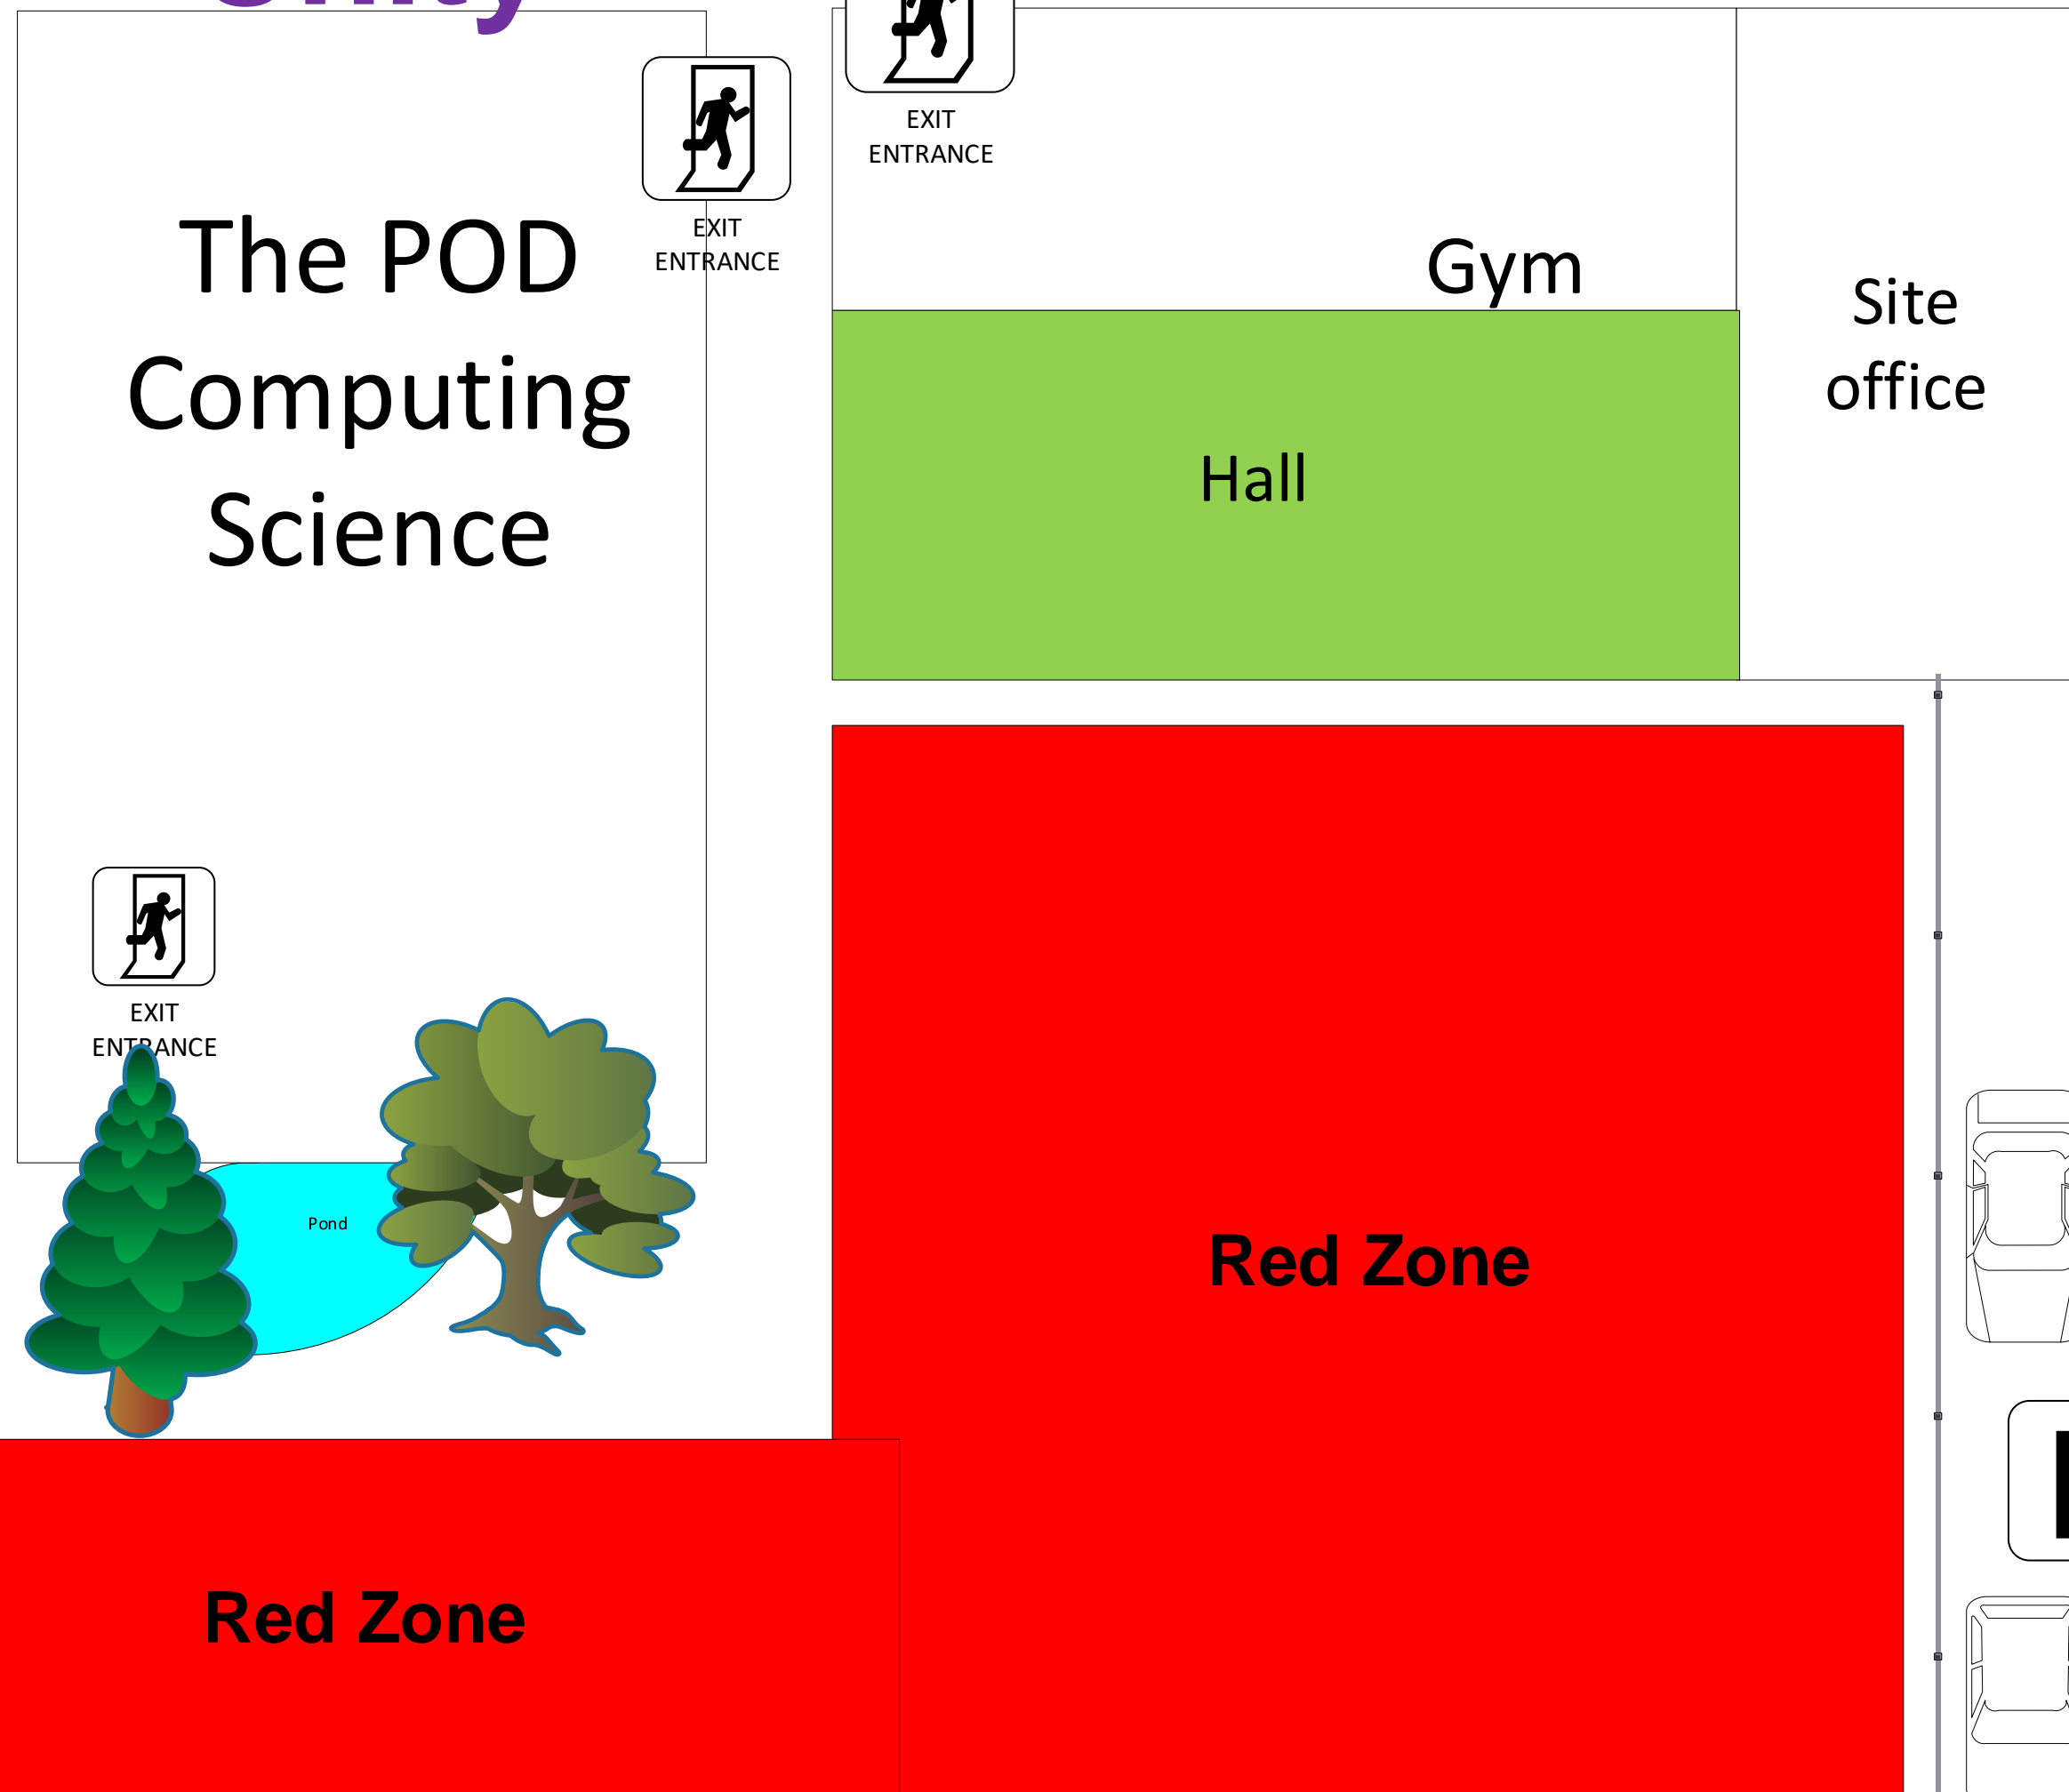 EXIT
ENTRANCE
EXIT
ENTRANCE
The POD
Computing
Science
Gym
Site
office
Hall
EXIT
ENTRANCE
Pond
Red Zone
Red Zone